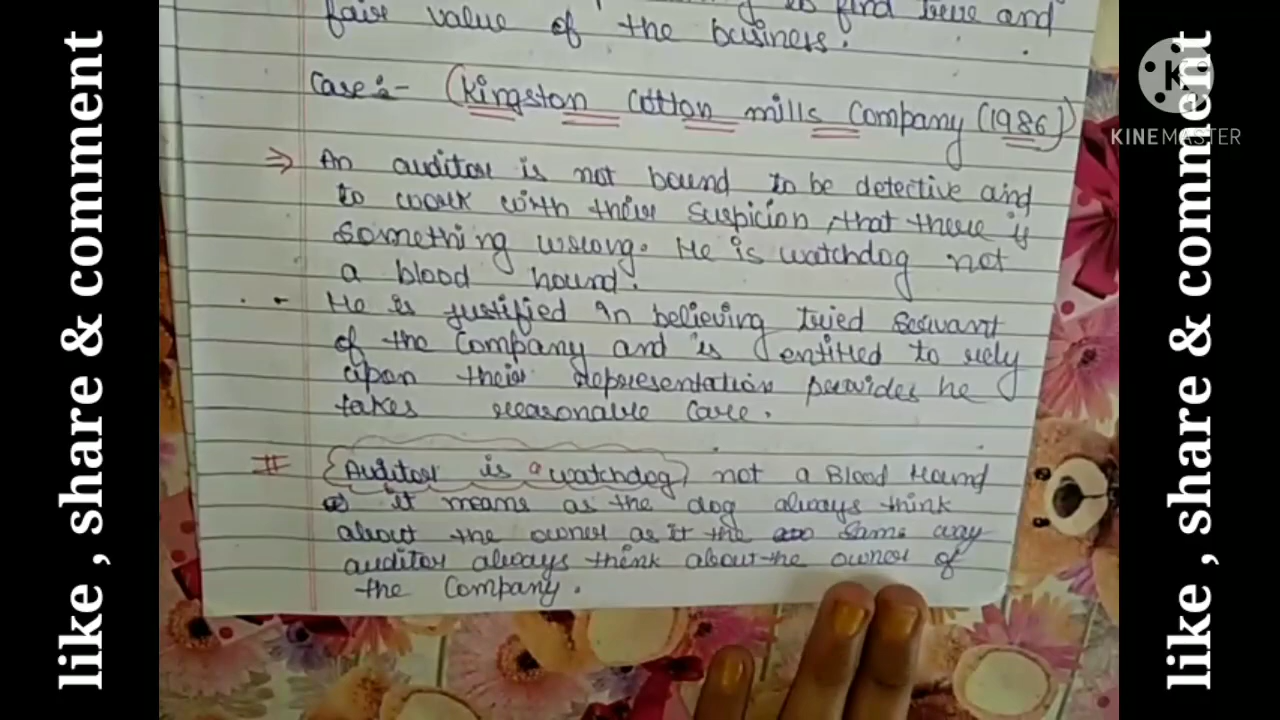 like , share & comment
is find true and
fair value of the business.
Case:- (Kingston Cotton mills Company (1986)
⇒ An auditor is not bound to be detective and
to work with their suspicion, that there is
something wrong. He is watchdog not
a blood hound.
- He is justified in believing tried servant
of the Company and is entitled to rely
upon their representation provides he
takes reasonable care.
# {Auditor is a watchdog} not a Blood Hound
it means as the dog always think
about the owner as it the same way
auditor always think about the owner of
the Company.
K
KINEMASTER
like , share & comment